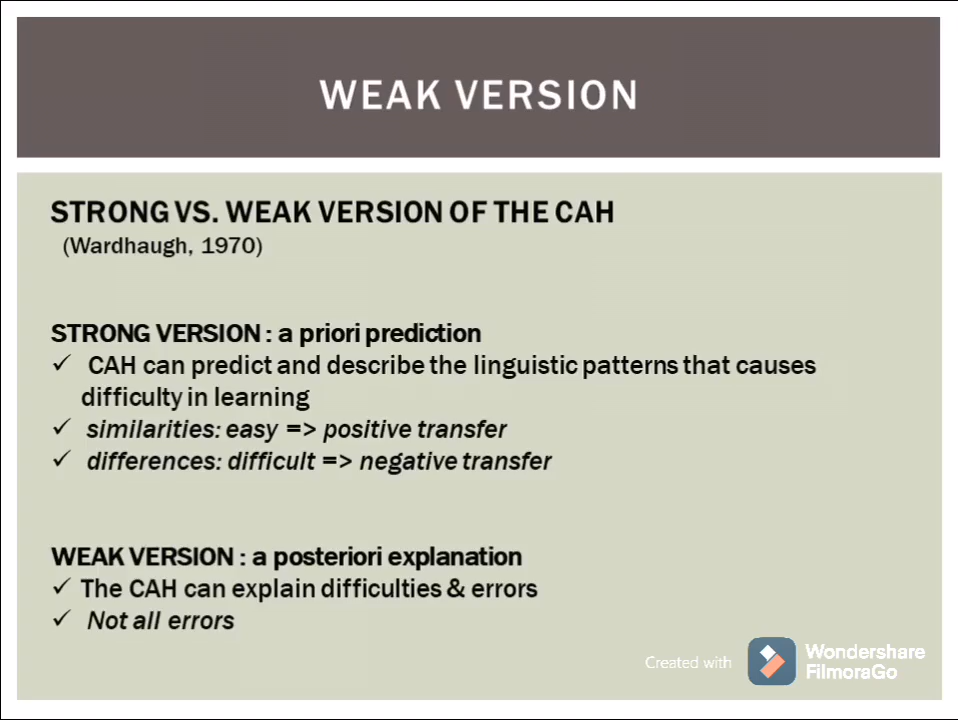 WEAK VERSION
STRONG VS. WEAK VERSION OF THE CAH
(Wardhaugh, 1970)
STRONG VERSION : a priori prediction
✓ CAH can predict and describe the linguistic patterns that causes
difficulty in learning
✓ similarities: easy => positive transfer
✓ differences: difficult => negative transfer
WEAK VERSION : a posteriori explanation
✓ The CAH can explain difficulties & errors
✓ Not all errors
Created with
Wondershare
FilmoraGo